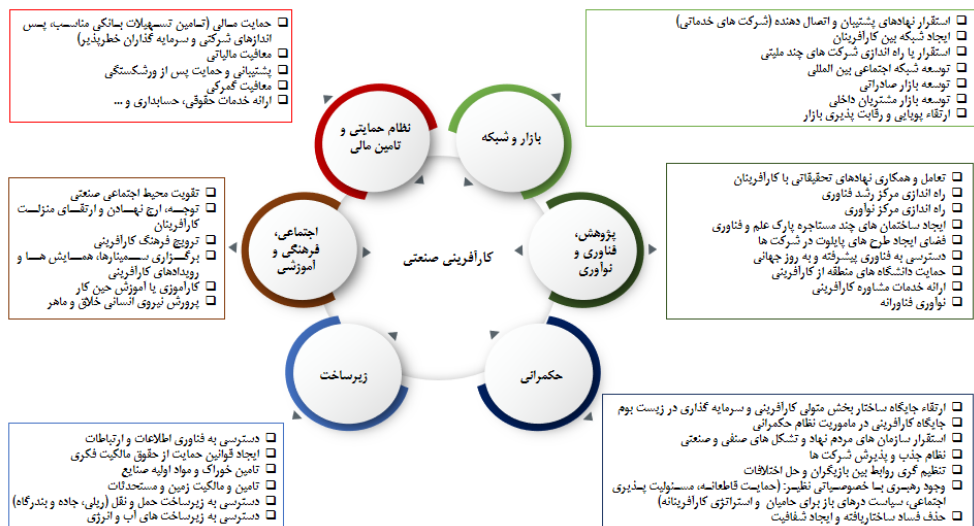 استقرار نهادهای پشتیبان و اتصال دهنده (شرکت های خدماتی)
ایجاد شبکه بین کارآفرینان
استقرار یا راه اندازی شرکت های چند ملیتی
توسعه شبکه اجتماعی بین المللی
توسعه بازار صادراتی
توسعه بازار مشتریان داخلی
ارتقاء پویایی و رقابت پذیری بازار
حمایت مالی (تامین تسهیلات بانکی مناسب، پس
اندازهای شرکتی و سرمایه گذاران خطرپذیر)
معافیت مالیاتی
پشتیبانی و حمایت پس از ورشکستگی
معافیت گمرکی
ارائه خدمات حقوقی، حسابداری و ...
بازار و شبکه
نظام حمایتی و
تامین مالی
تعامل و همکاری نهادهای تحقیقاتی با کارآفرینان
راه اندازی مرکز رشد فناوری
راه اندازی مرکز نوآوری
ایجاد ساختمان های چند مستاجره پارک علم و فناوری
فضای ایجاد طرح های پایلوت در شرکت ها
دسترسی به فناوری پیشرفته و به روز جهانی
حمایت دانشگاه های منطقه از کارآفرینی
ارائه خدمات مشاوره کارآفرینی
نوآوری فناورانه
پژوهش،
فناوری و
نوآوری
کارآفرینی صنعتی
اجتماعی،
فرهنگی و
آموزشی
تقویت محیط اجتماعی صنعتی
توجه، ارج نهادن و ارتقای منزلت
کارآفرینان
ترویج فرهنگ کارآفرینی
برگزاری سمینارها، همایش ها و
رویدادهای کارآفرینی
کارآموزی یا آموزش حین کار
پرورش نیروی انسانی خلاق و ماهر
حکمرانی
زیرساخت
ارتقاء جایگاه ساختار بخش متولی کارآفرینی و سرمایه گذاری در زیست بوم
جایگاه کارآفرینی در ماموریت نظام حکمرانی
استقرار سازمان های مردم نهاد و تشکل های صنفی و صنعتی
نظام جذب و پذیرش شرکت ها
تنظیم گری روابط بین بازیگران و حل اختلافات
وجود رهبری با خصوصیاتی نظیر: (حمایت قاطعانه، مسئولیت پذیری
اجتماعی، سیاست درهای باز برای حامیان و استراتژی کارآفرینانه)
حذف فساد ساختاریافته و ایجاد شفافیت
دسترسی به فناوری اطلاعات و ارتباطات
ایجاد قوانین حمایت از حقوق مالکیت فکری
تامین خوراک و مواد اولیه صنایع
تامین و مالکیت زمین و مستحدثات
دسترسی به زیرساخت حمل و نقل (ریلی، جاده و بندرگاه)
دسترسی به زیرساخت های آب و انرژی